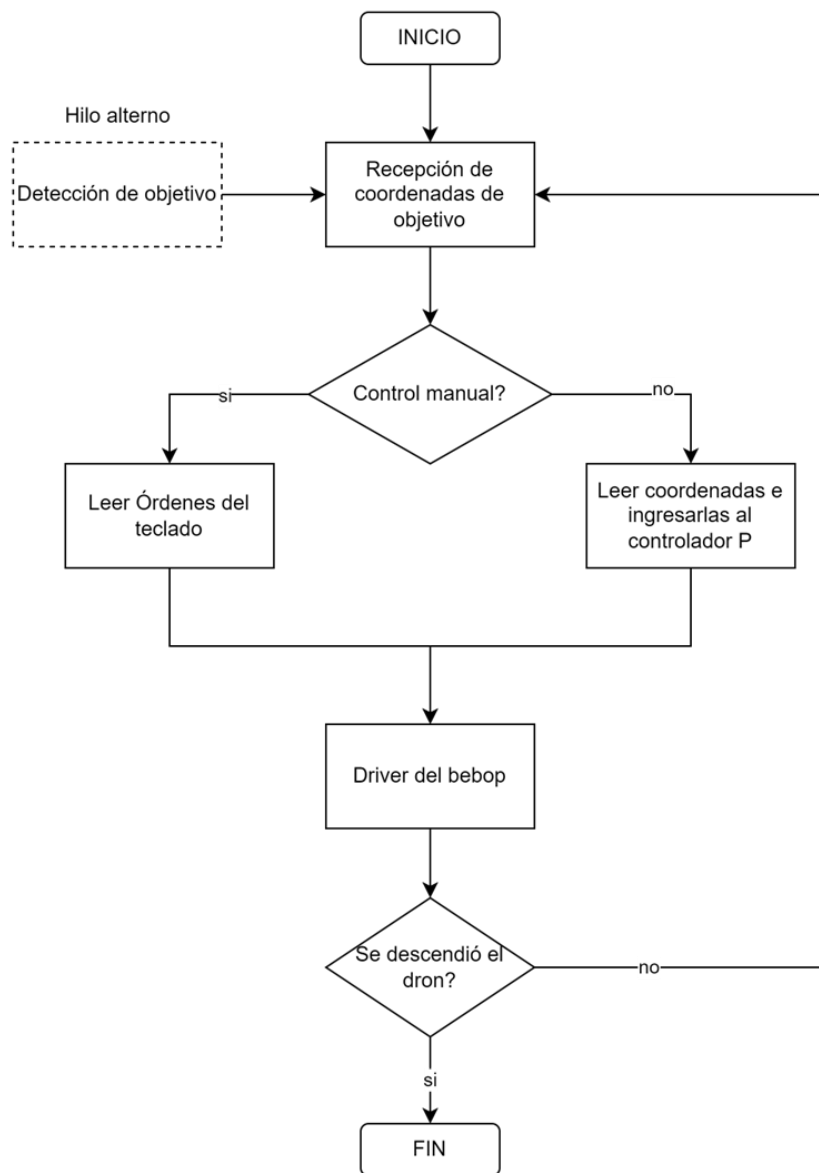 INICIO
Hilo alterno
Detección de objetivo
Recepción de
coordenadas de
objetivo
Control manual?
si
no
Leer Órdenes del
teclado
Leer coordenadas e
ingresarlas al
controlador P
Driver del bebop
Se descendió el
dron?
no
si
FIN